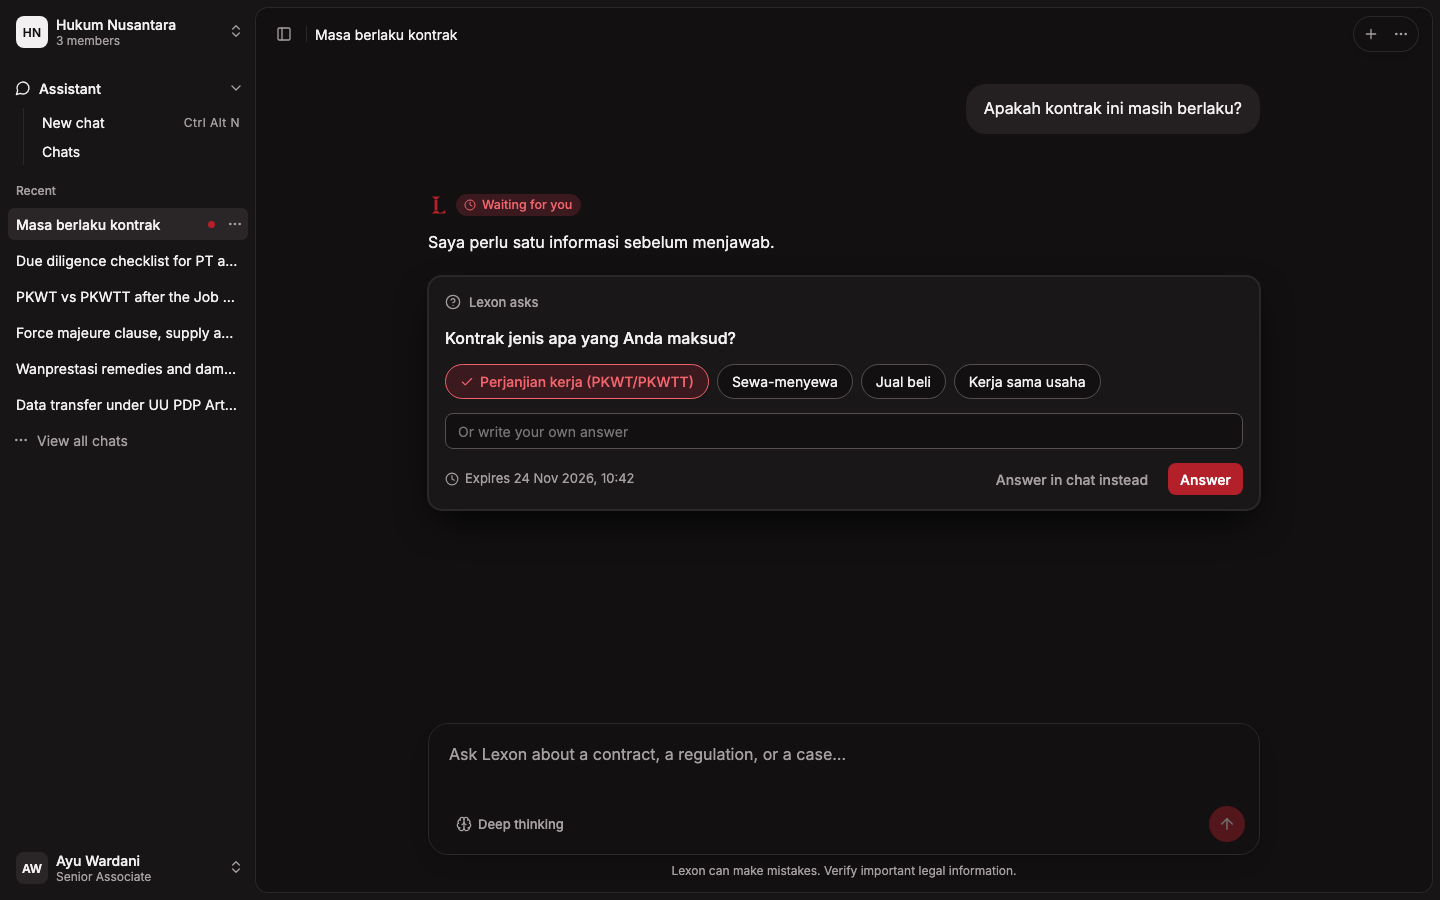 HN
Hukum Nusantara
3 members
Assistant
New chat
Ctrl Alt N
Chats
Recent
Masa berlaku kontrak
Due diligence checklist for PT a...
PKWT vs PKWTT after the Job ...
Force majeure clause, supply a...
Wanprestasi remedies and dam...
Data transfer under UU PDP Art...
View all chats
AW
Ayu Wardani
Senior Associate
Masa berlaku kontrak
Apakah kontrak ini masih berlaku?
L
Waiting for you
Saya perlu satu informasi sebelum menjawab.
Lexon asks
Kontrak jenis apa yang Anda maksud?
Perjanjian kerja (PKWT/PKWTT)
Sewa-menyewa
Jual beli
Kerja sama usaha
Or write your own answer
Expires 24 Nov 2026, 10:42
Answer in chat instead
Answer
Ask Lexon about a contract, a regulation, or a case...
Deep thinking
Lexon can make mistakes. Verify important legal information.